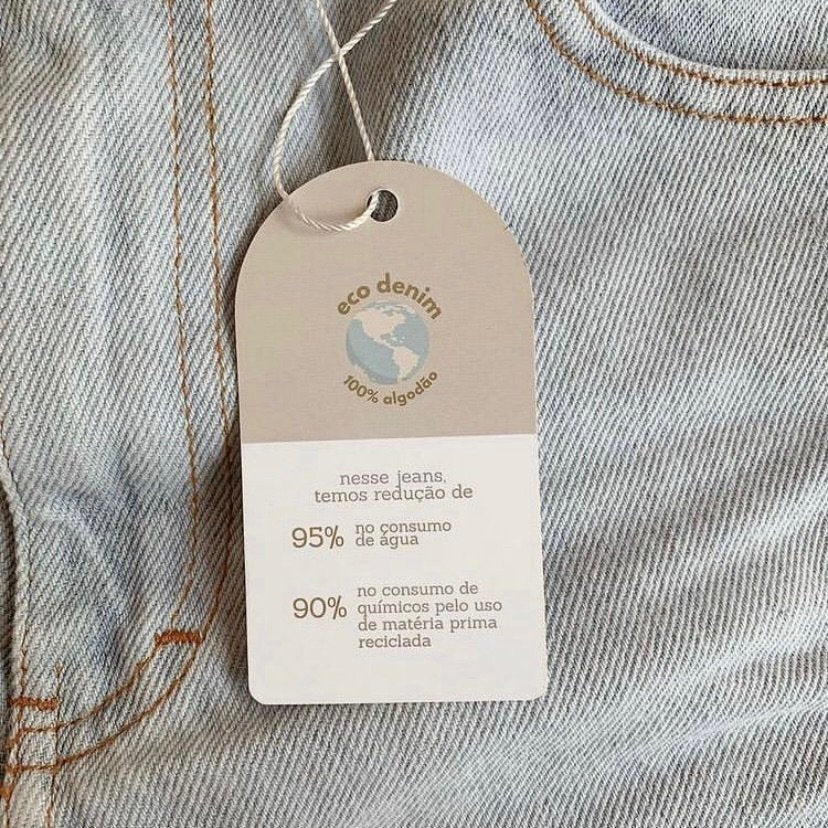 eco denim
100% algodão
nesse jeans,
temos redução de
95% no consumo
de água
90% no consumo de
químicos pelo uso
de matéria prima
reciclada